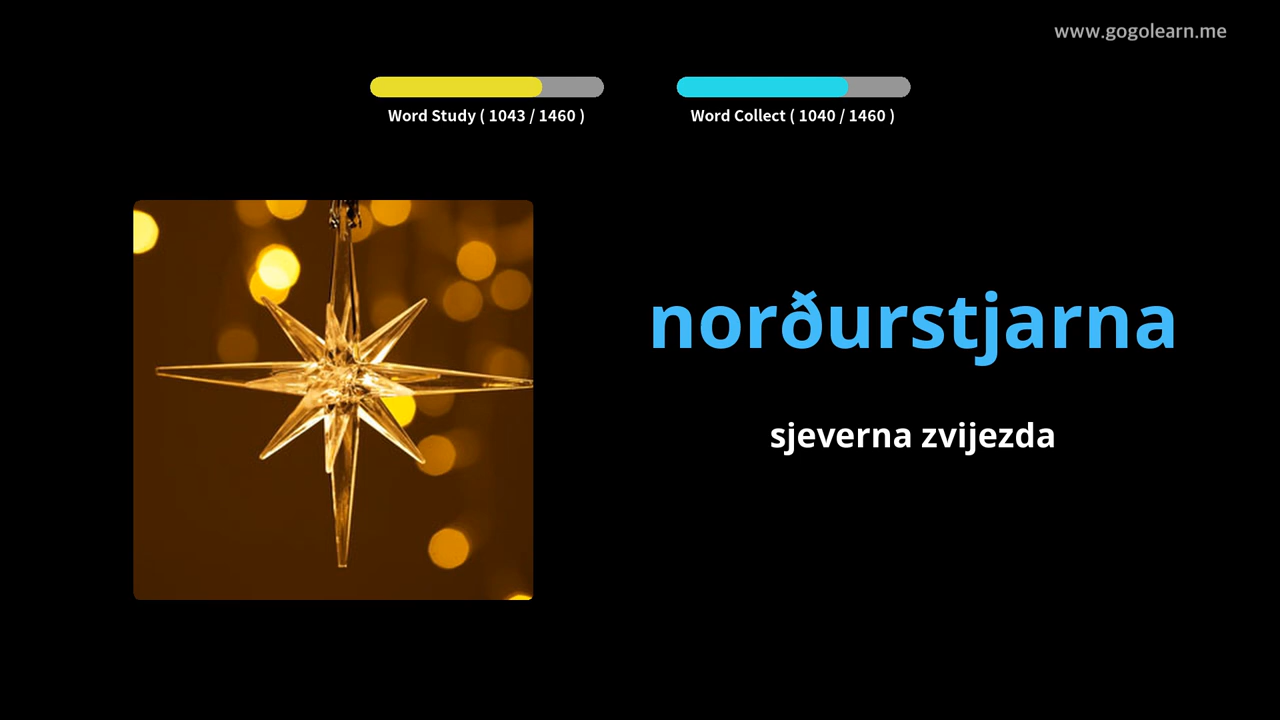 www.gogolearn.me
Word Study ( 1043 / 1460 )
Word Collect ( 1040 / 1460 )
norðurstjarna
sjeverna zvijezda